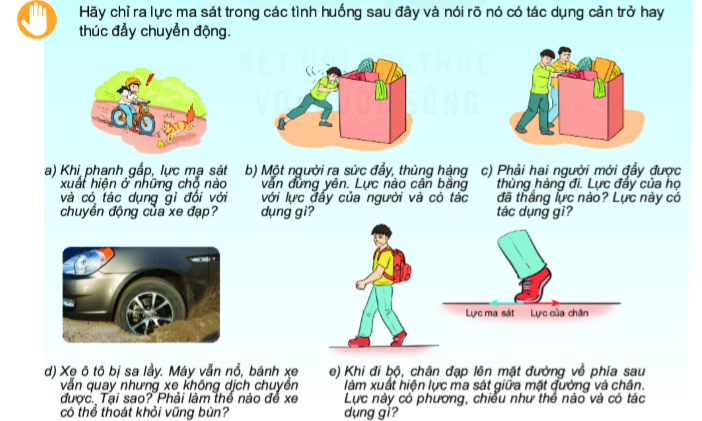 Hãy chỉ ra lực ma sát trong các tình huống sau đây và nói rõ nó có tác dụng cản trở hay
thúc đẩy chuyển động.
KẾT NỐI TRI THỨC
VỚI CUỘC SỐNG
a) Khi phanh gấp, lực ma sát
xuất hiện ở những chỗ nào
và có tác dụng gì đối với
chuyển động của xe đạp?
b) Một người ra sức đẩy, thùng hàng
vẫn đứng yên. Lực nào cân bằng
với lực đẩy của người và có tác
dụng gì?
c) Phải hai người mới đẩy được
thùng hàng đi. Lực đẩy của họ
đã thắng lực nào? Lực này có
tác dụng gì?
Lực ma sát Lực của chân
d) Xe ô tô bị sa lầy. Máy vẫn nổ, bánh xe
vẫn quay nhưng xe không dịch chuyển
được. Tại sao? Phải làm thế nào để xe
có thể thoát khỏi vũng bùn?
e) Khi đi bộ, chân đạp lên mặt đường về phía sau
làm xuất hiện lực ma sát giữa mặt đường và chân.
Lực này có phương, chiều như thế nào và có tác
dụng gì?